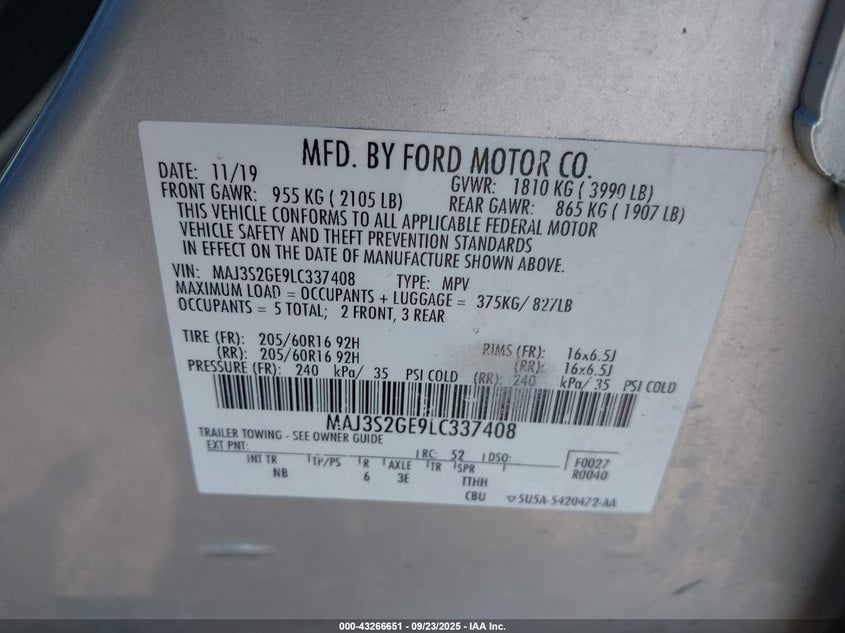 MFD. BY FORD MOTOR CO.
DATE: 11/19 GVWR: 1810 KG ( 3990 LB)
FRONT GAWR: 955 KG ( 2105 LB) REAR GAWR: 865 KG ( 1907 LB)
THIS VEHICLE CONFORMS TO ALL APPLICABLE FEDERAL MOTOR
VEHICLE SAFETY AND THEFT PREVENTION STANDARDS
IN EFFECT ON THE DATE OF MANUFACTURE SHOWN ABOVE.
VIN: MAJ3S2GE9LC337408 TYPE: MPV
MAXIMUM LOAD = OCCUPANTS + LUGGAGE = 375KG/ 827LB
OCCUPANTS = 5 TOTAL; 2 FRONT, 3 REAR
TIRE (FR): 205/60R16 92H RIMS (FR): 16x6.5J
(RR): 205/60R16 92H (RR): 16x6.5J
PRESSURE (FR): 240 kPa/ 35 PSI COLD (RR): 240 kPa/ 35 PSI COLD
MAJ3S2GE9LC337408
TRAILER TOWING - SEE OWNER GUIDE
EXT PNT: RC: 52 DSO: F0027
INT TR TP/PS R AXLE TR SPR R0040
NB 6 3E TTHH
CBU 5U5A-5420472-AA
000-43266651 - 09/23/2025 - IAA Inc.